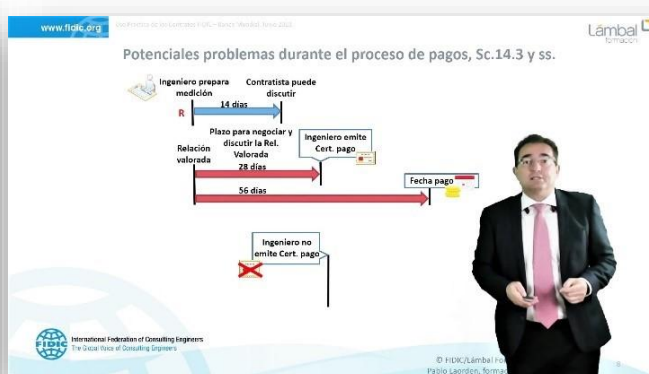 www.fidic.org
Lámbal
formación
Potenciales problemas durante el proceso de pagos, Sc.14.3 y ss.
Ingeniero prepara
medición
Contratista puede
discutir
R
14 días
Relación
valorada
Plazo para negociar y
discutir la Rel.
Valorada
28 días
Ingeniero emite
Cert. pago
Fecha pago
56 días
Ingeniero no
emite Cert. pago
FIDIC
International Federation of Consulting Engineers
The Global Voice of Consulting Engineers
© FIDIC/Lámbal
Pablo Laorden, formac
8